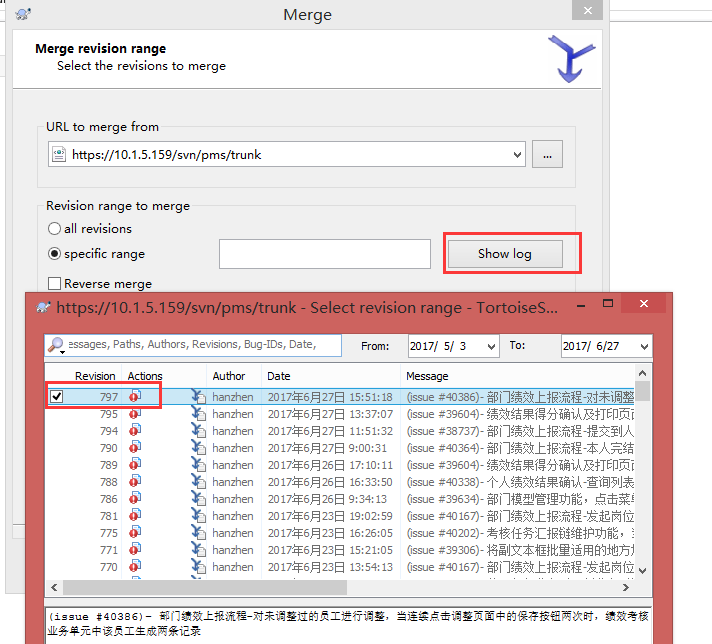 Merge
Merge revision range
Select the revisions to merge
URL to merge from
https://10.1.5.159/svn/pms/trunk
...
Revision range to merge
all revisions
specific range
Show log
Reverse merge
https://10.1.5.159/svn/pms/trunk - Select revision range - TortoiseS...
essages, Paths, Authors, Revisions, Bug-IDs, Date,
From:
2017/ 5/ 3
To:
2017/ 6/27
Revision Actions Author Date Message
797 hanzhen 2017年6月27日 15:51:18 (issue #40386)- 部门绩效上报流程-对未调整
795 hanzhen 2017年6月27日 13:37:07 (issue #39604)- 绩效结果得分确认及打印页
794 hanzhen 2017年6月27日 11:51:32 (issue #38737)- 部门绩效上报流程-提交到人
790 hanzhen 2017年6月27日 9:00:31 (issue #40364)- 部门绩效上报流程-本人完结
789 hanzhen 2017年6月26日 17:10:11 (issue #39604)- 绩效结果得分确认及打印页
788 hanzhen 2017年6月26日 16:33:50 (issue #40338)- 个人绩效结果确认-查询列表
786 hanzhen 2017年6月26日 9:34:13 (issue #39634)- 部门模型管理功能，点击菜单
781 hanzhen 2017年6月23日 19:02:59 (issue #40167)- 部门绩效上报流程-发起岗位
775 hanzhen 2017年6月23日 16:26:05 (issue #40202)- 考核任务汇报链维护功能，
771 hanzhen 2017年6月23日 15:21:05 (issue #39306)- 将副文本框批量适用的地方
770 hanzhen 2017年6月23日 13:54:13 (issue #40167)- 部门绩效上报流程-发起岗位
(issue #40386)- 部门绩效上报流程-对未调整过的员工进行调整，当连续点击调整页面中的保存按钮两次时，绩效考核
业务单元中该员工生成两条记录